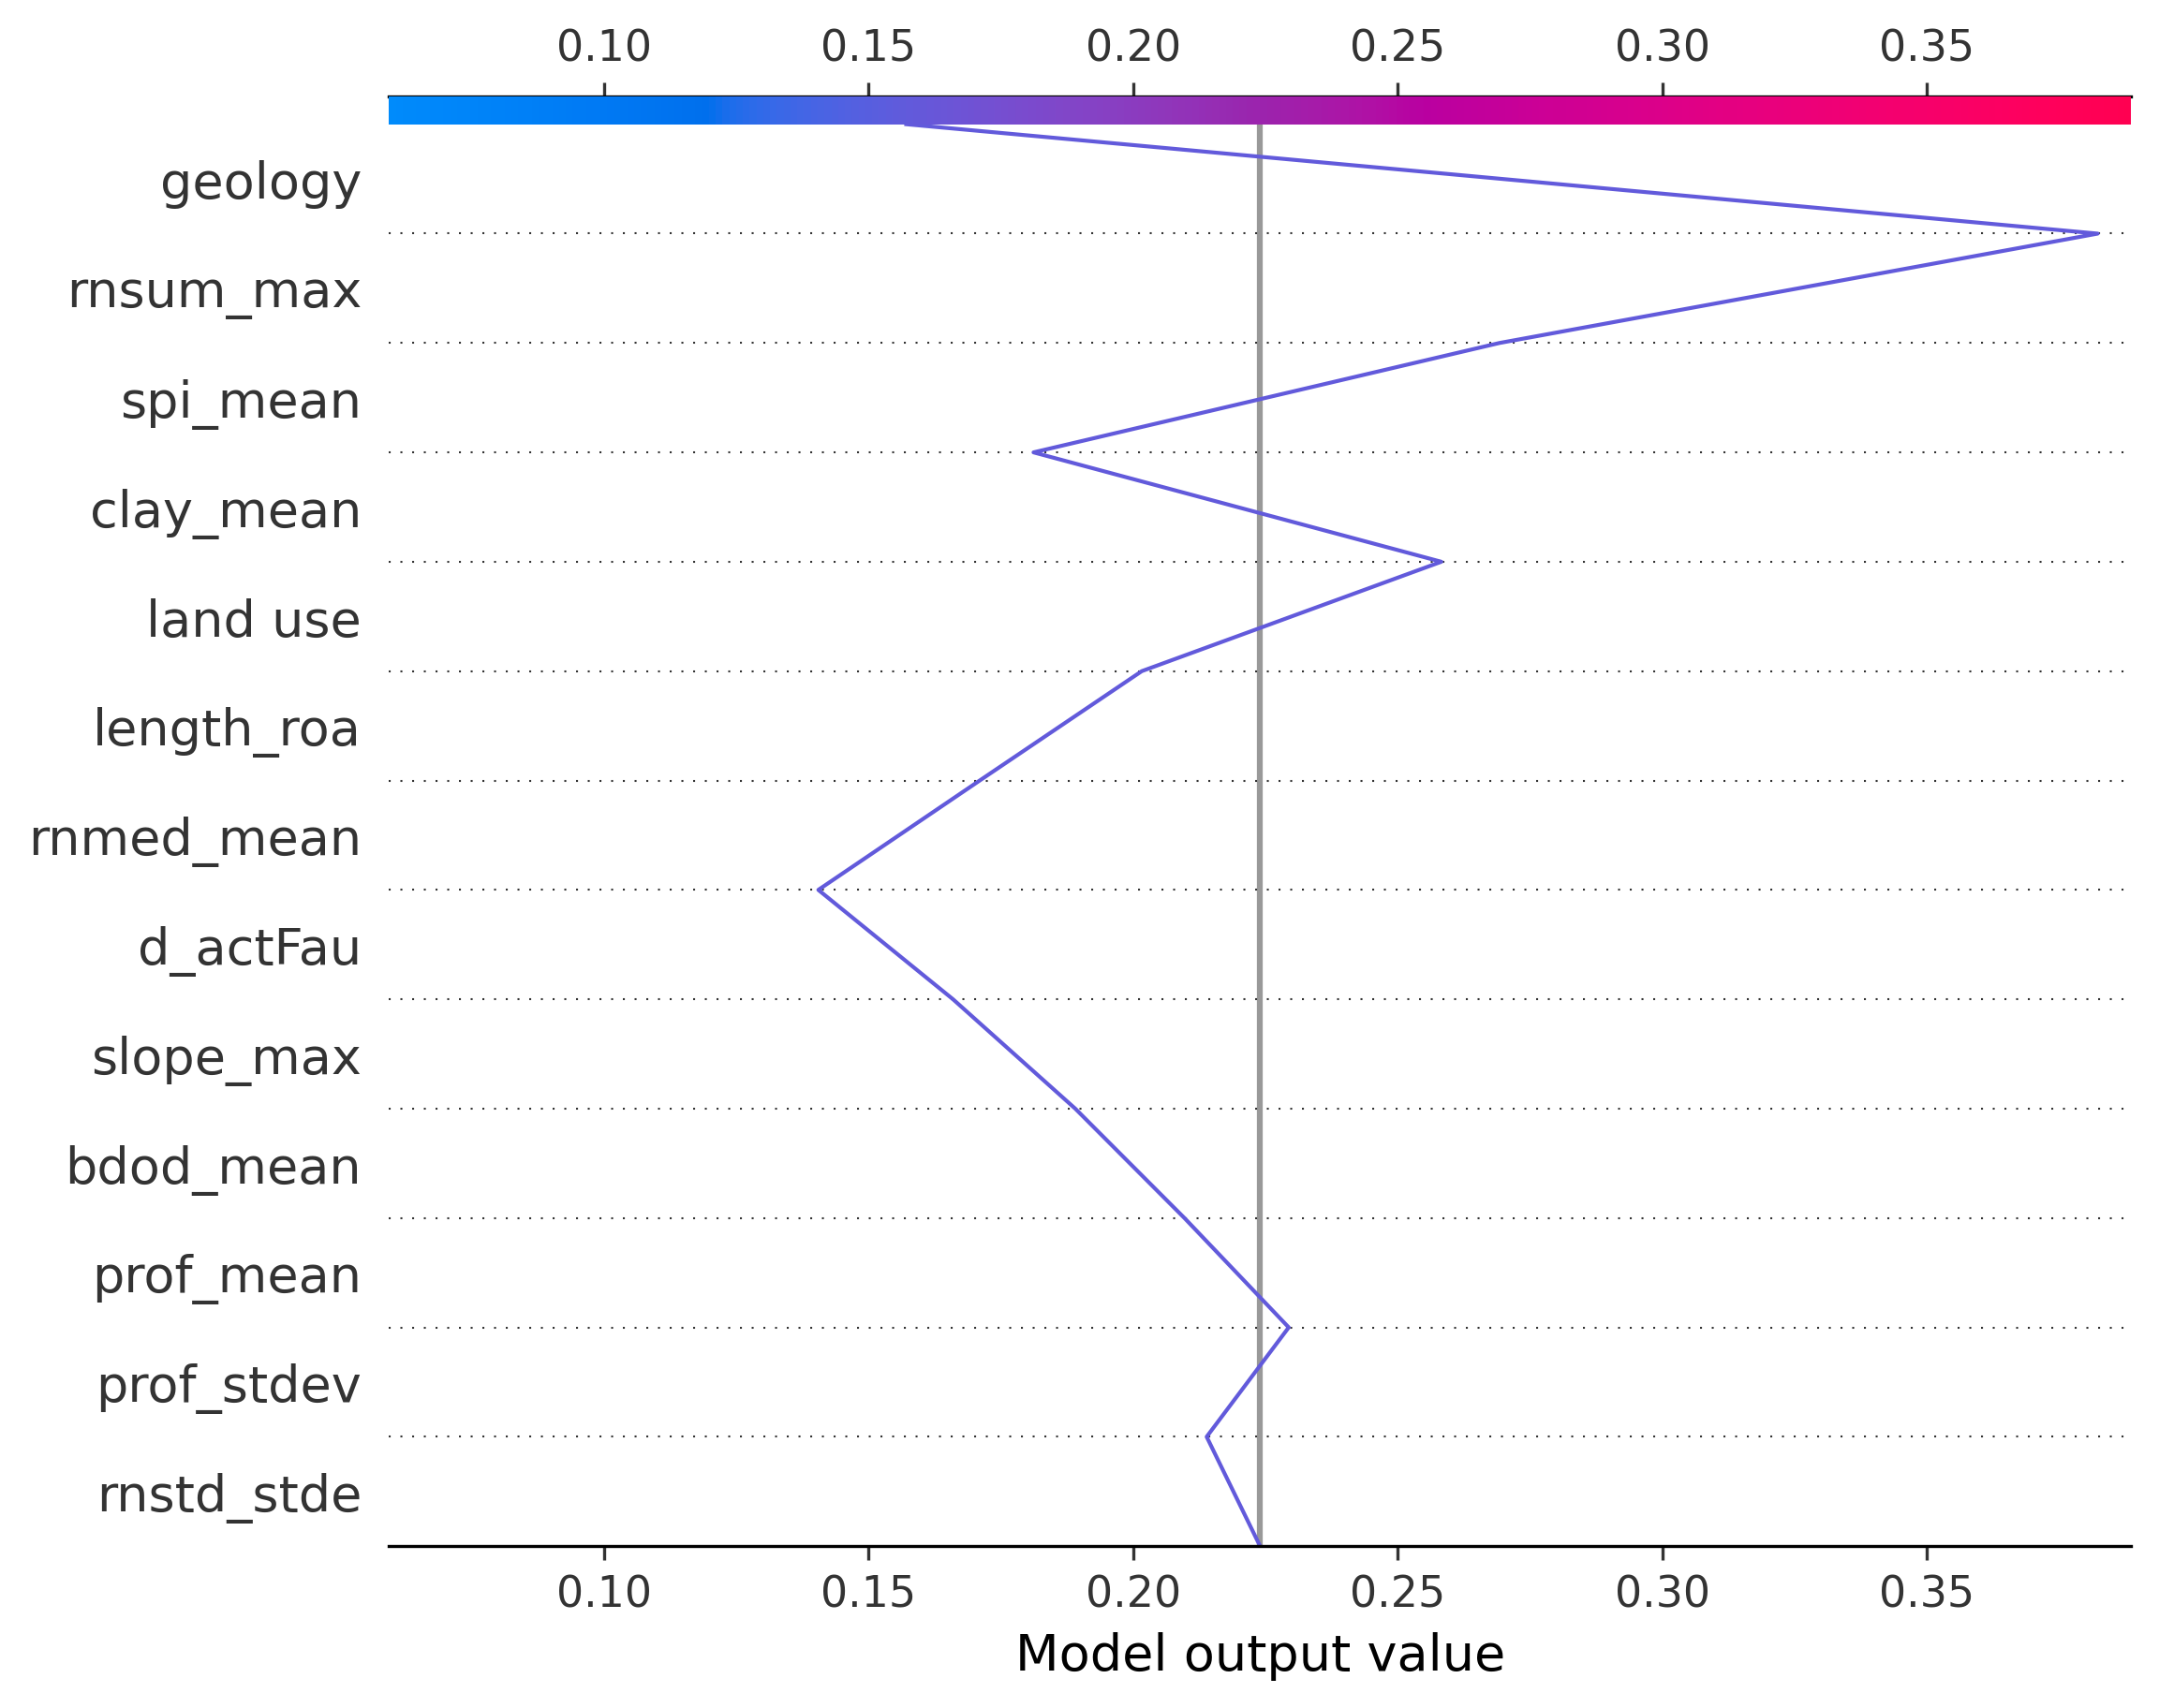 0.10 0.15 0.20 0.25 0.30 0.35
geology
rnsum_max
spi_mean
clay_mean
land use
length_roa
rnmed_mean
d_actFau
slope_max
bdod_mean
prof_mean
prof_stdev
rnstd_stde
0.10 0.15 0.20 0.25 0.30 0.35
Model output value